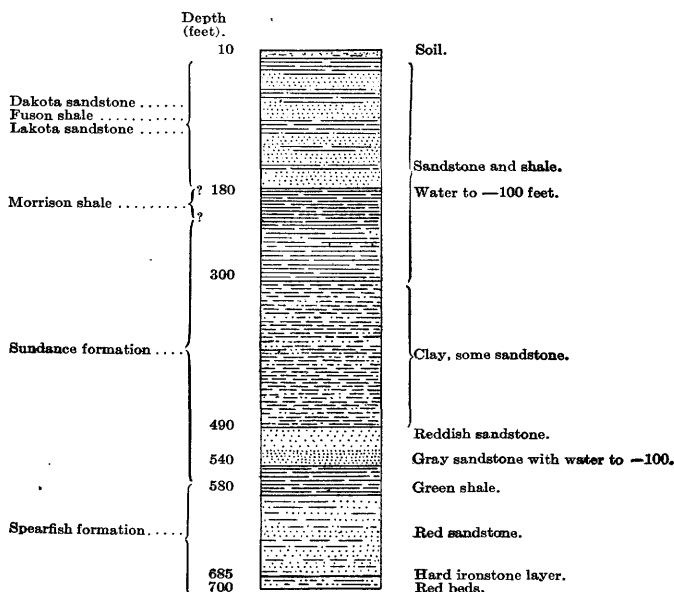 Depth
(feet).
10 Soil.
Dakota sandstone ......
Fuson shale ..........
Lakota sandstone ......
Sandstone and shale.
? 180 Water to —100 feet.
Morrison shale ........
?
300
Sundance formation .....
Clay, some sandstone.
490
Reddish sandstone.
540 Gray sandstone with water to —100.
580 Green shale.
Spearfish formation .....
Red sandstone.
685 Hard ironstone layer.
700 Red beds.